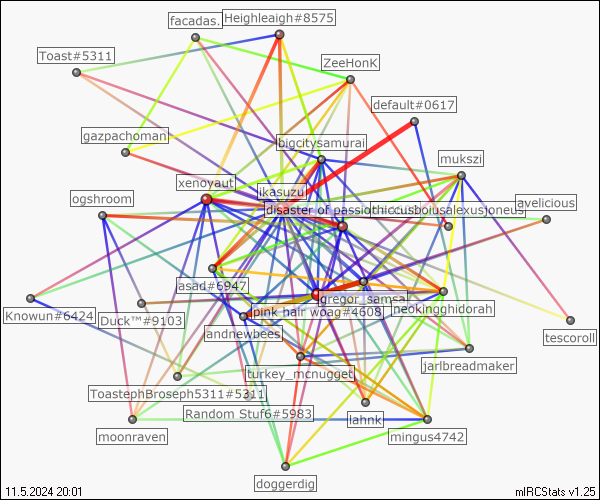 facadas.
Heighleaigh#8575
Toast#5311
ZeeHonK
default#0617
gazpachoman
bigcitysamurai
mukszi
xenoyaut
ikasuzu
ogshroom
disaster of passion
avelicious
asad#6947
gregor_samsa
Knowun#6424
Duck™#9103
pink hair woag#4608
neokingghidorah
andnewbees
tescoroll
turkey_mcnugget
jarlbreadmaker
ToastephBroseph5311#5311
Random Stuf6#5983
lahnk
moonraven
mingus4742
doggerdig
11.5.2024 20:01
mIRCStats v1.25